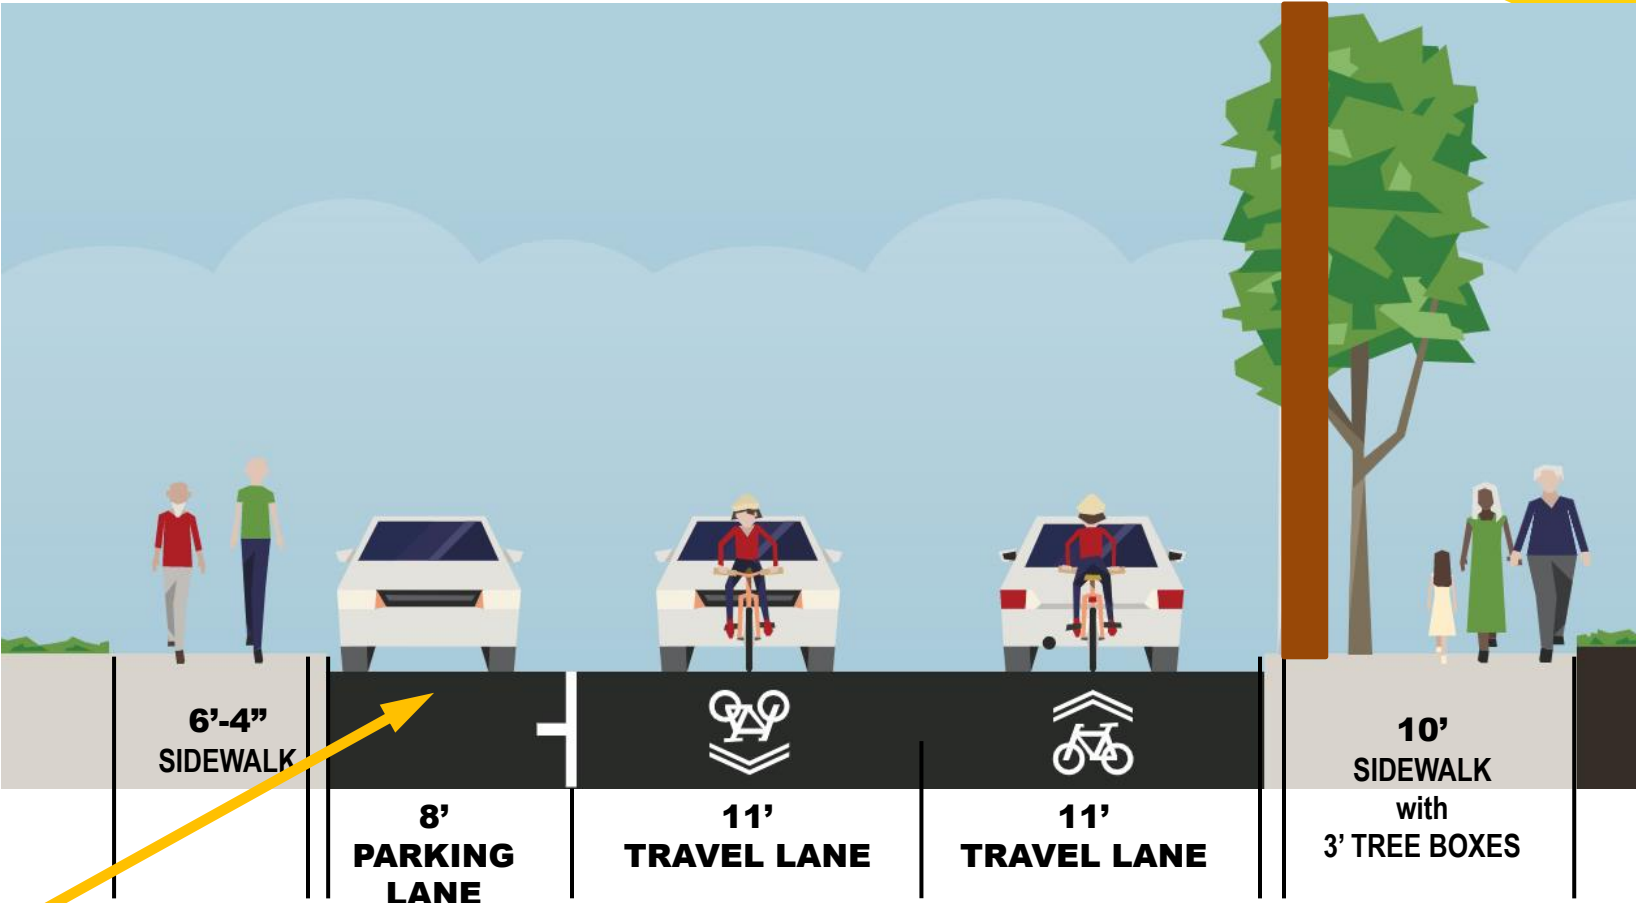 6’-4”
SIDEWALK
8’
PARKING
LANE
11’
TRAVEL LANE
11’
TRAVEL LANE
10’
SIDEWALK
with
3’ TREE BOXES